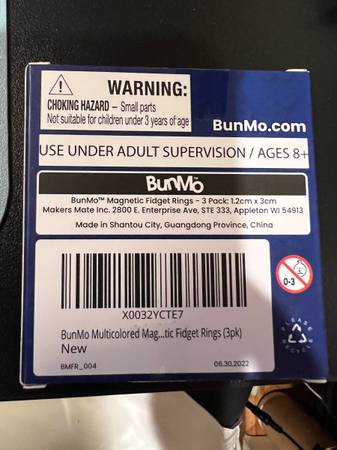 WARNING:
CHOKING HAZARD – Small parts
Not suitable for children under 3 years of age
BunMo.com
USE UNDER ADULT SUPERVISION / AGES 8+
BunMo
BunMo™ Magnetic Fidget Rings - 3 Pack; 1.2cm x 3cm
Makers Mate Inc. 2800 E. Enterprise Ave, STE 333, Appleton WI 54913
Made in Shantou City, Guangdong Province, China
X0032YCTE7
BunMo Multicolored Mag...tic Fidget Rings (3pk)
New
BMFR_004
06.30.2022
0-3
PLEASE
RECYCLE